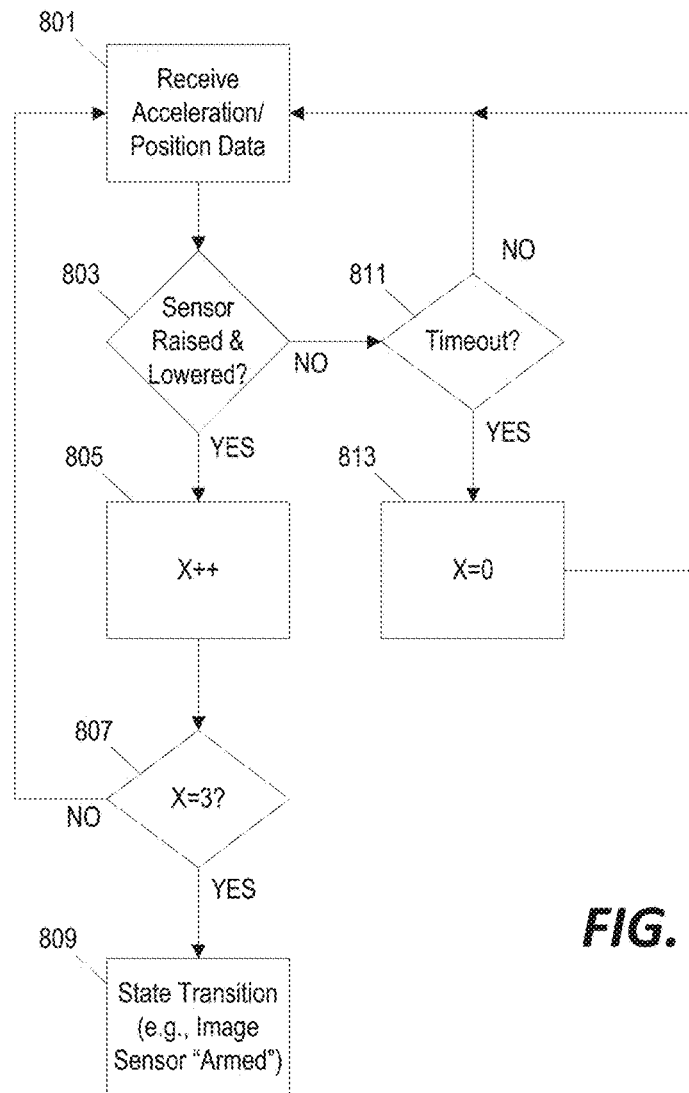 801
Receive
Acceleration/
Position Data
803
Sensor
Raised &
Lowered?
NO
YES
811
Timeout?
NO
YES
805
X++
813
X=0
807
X=3?
NO
YES
809
State Transition
(e.g., Image
Sensor "Armed")
FIG.